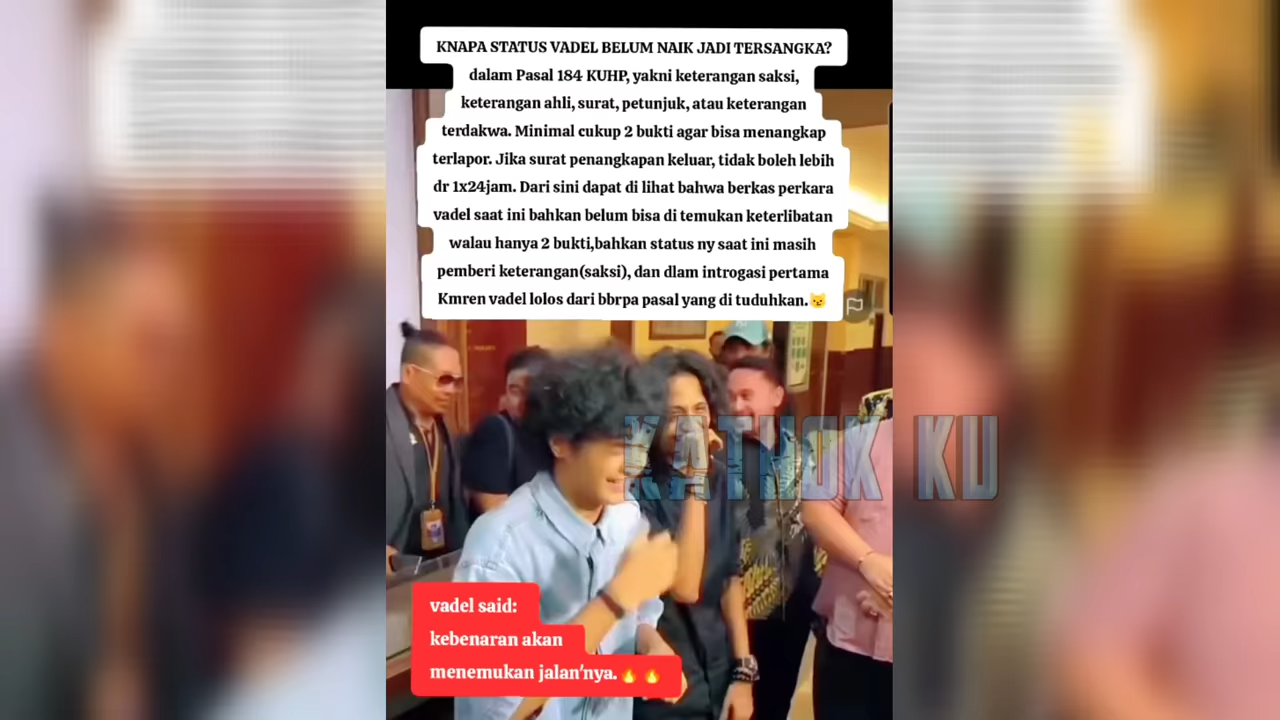 KNAPA STATUS VADEL BELUM NAIK JADI TERSANGKA?
dalam Pasal 184 KUHP, yakni keterangan saksi,
keterangan ahli, surat, petunjuk, atau keterangan
terdakwa. Minimal cukup 2 bukti agar bisa menangkap
terlapor. Jika surat penangkapan keluar, tidak boleh lebih
dr 1x24jam. Dari sini dapat di lihat bahwa berkas perkara
vadel saat ini bahkan belum bisa di temukan keterlibatan
walau hanya 2 bukti,bahkan status ny saat ini masih
pemberi keterangan(saksi), dan dlam introgasi pertama
Kmren vadel lolos dari bbrpa pasal yang di tuduhkan.😼
KATHOK KU
vadel said:
kebenaran akan
menemukan jalan'nya.🔥🔥